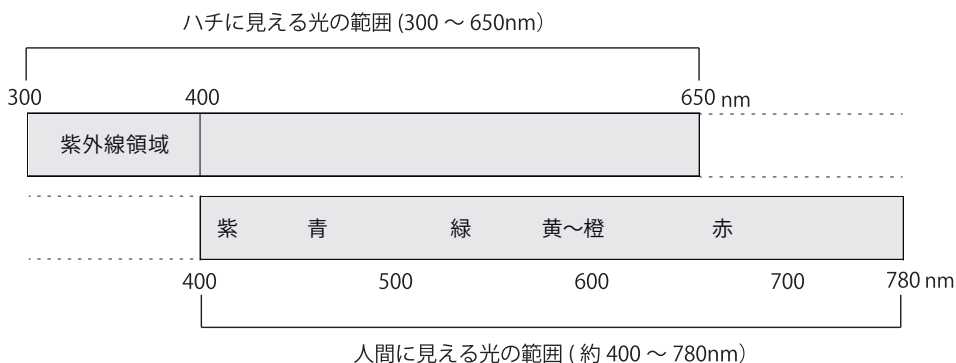 ハチに見える光の範囲 (300 〜 650nm）
300 400 650 nm
紫外線領域
紫 青 緑 黄〜橙 赤
400 500 600 700 780 nm
人間に見える光の範囲 ( 約 400 〜 780nm）